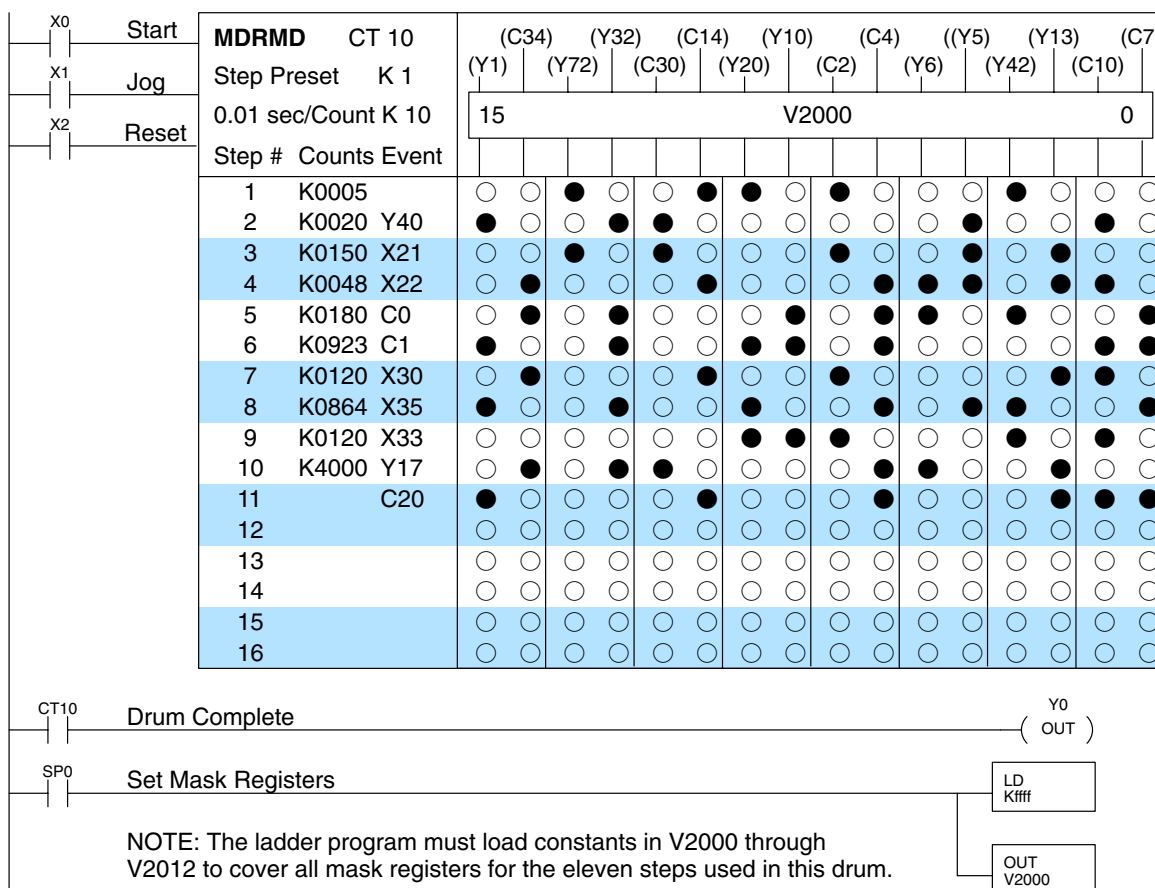 X0 Start
X1 Jog
X2 Reset
MDRMD CT 10
Step Preset K 1
0.01 sec/Count K 10
Step # Counts Event
(C34) (Y32) (C14) (Y10) (C4) ((Y5) (Y13) (C7
(Y1) (Y72) (C30) (Y20) (C2) (Y6) (Y42) (C10)
15 V2000 0
1 K0005
2 K0020 Y40
3 K0150 X21
4 K0048 X22
5 K0180 C0
6 K0923 C1
7 K0120 X30
8 K0864 X35
9 K0120 X33
10 K4000 Y17
11 C20
12
13
14
15
16
CT10 Drum Complete Y0
OUT
SP0 Set Mask Registers LD
Kffff
NOTE: The ladder program must load constants in V2000 through
V2012 to cover all mask registers for the eleven steps used in this drum.
OUT
V2000